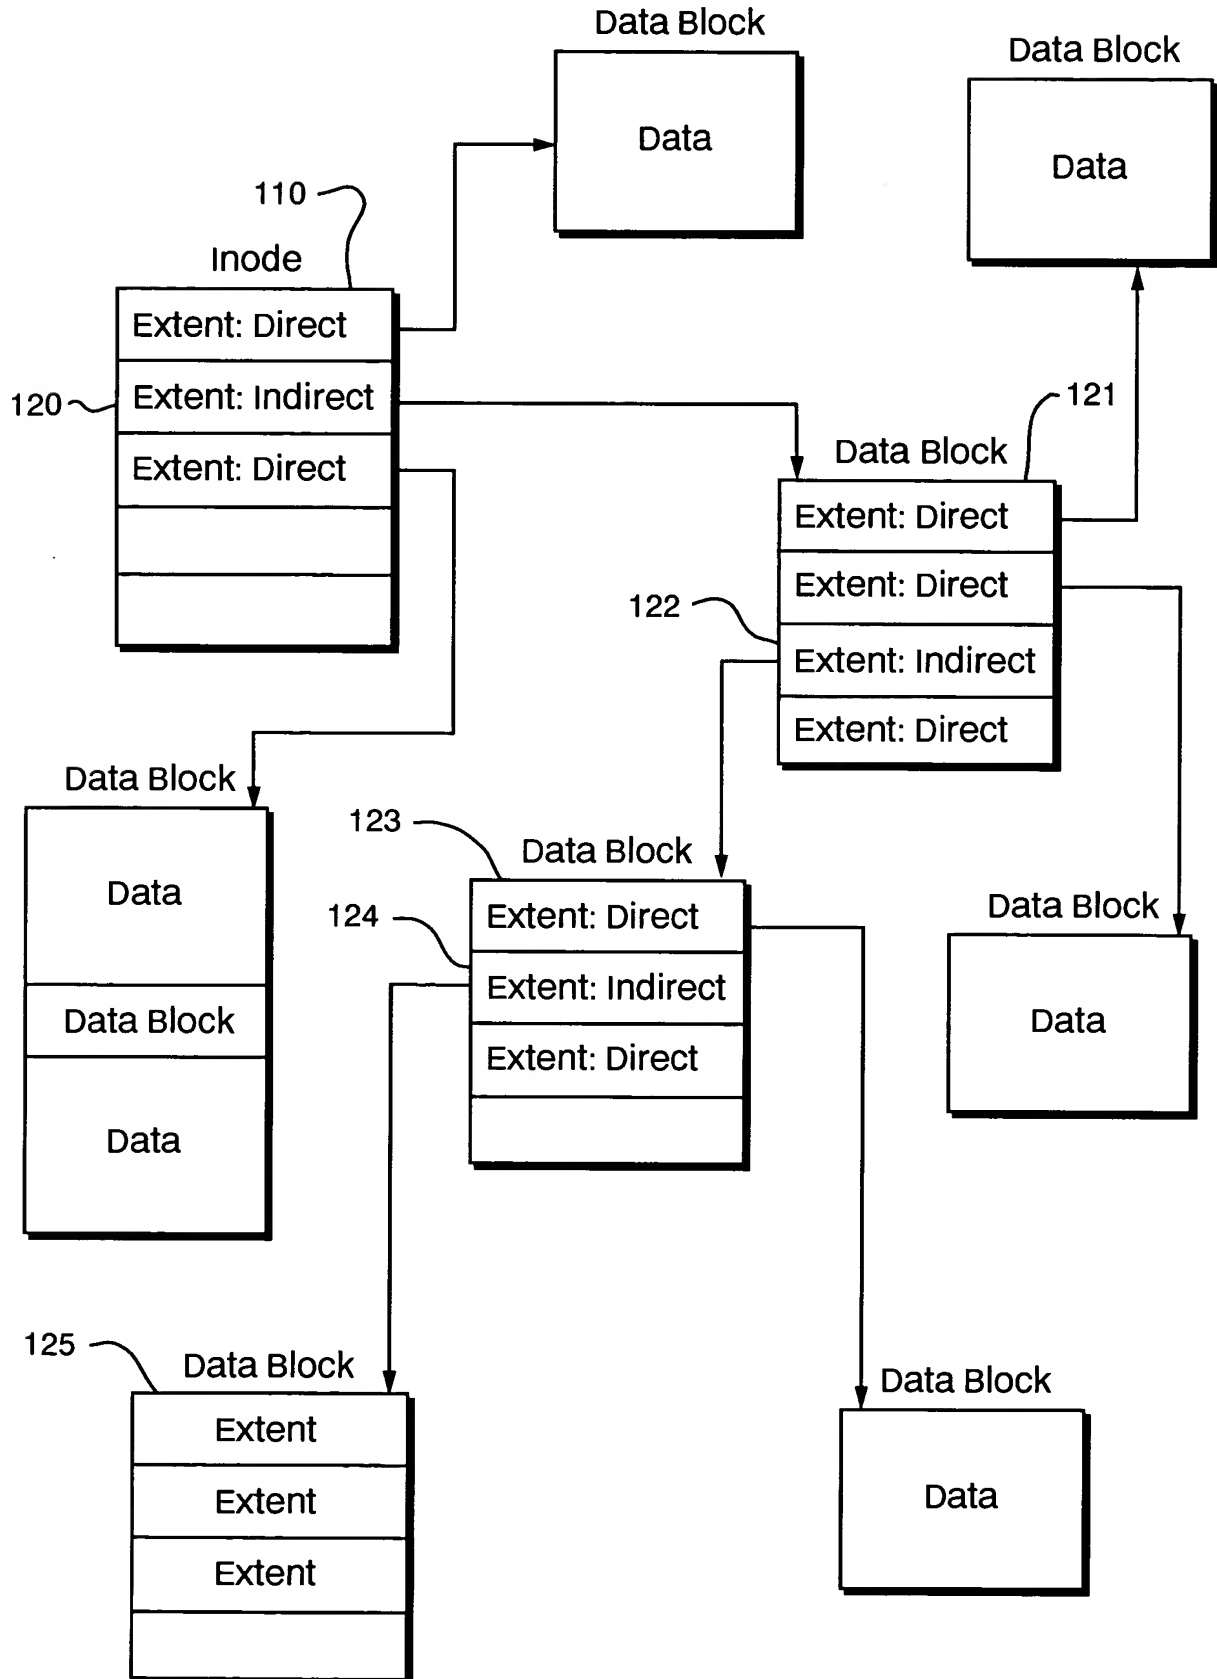 Data Block
Data
Data Block
Data
110
Inode
Extent: Direct
120
Extent: Indirect
Extent: Direct
121
Data Block
Extent: Direct
Extent: Direct
122
Extent: Indirect
Extent: Direct
Data Block
Data
Data Block
Data
123
Data Block
Extent: Direct
124
Extent: Indirect
Extent: Direct
Data Block
Data
125
Data Block
Extent
Extent
Extent
Data Block
Data